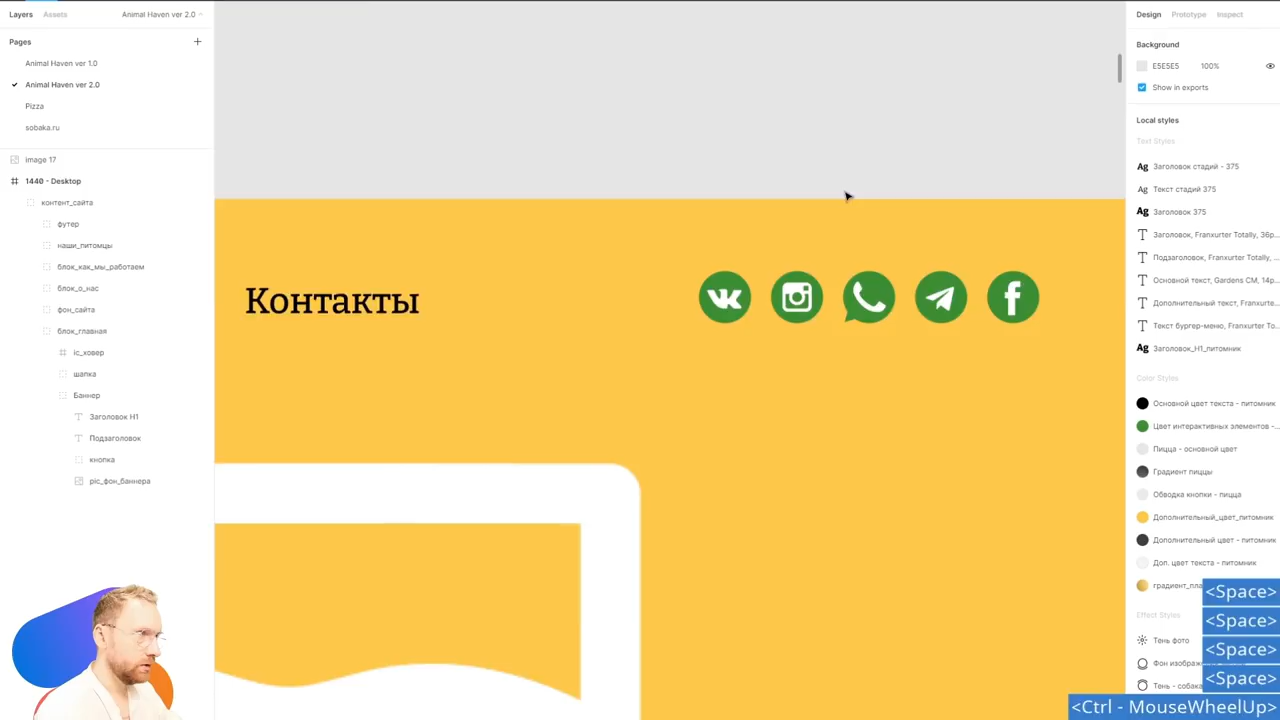 Layers
Assets
Animal Haven ver 2.0
Pages
Animal Haven ver 1.0
Animal Haven ver 2.0
Pizza
sobaka.ru
image 17
1440 - Desktop
контент_сайта
футер
наши_питомцы
блок_как_мы_работаем
блок_о_нас
фон_сайта
блок_главная
ic_ховер
шапка
Баннер
Заголовок H1
Подзаголовок
кнопка
pic_фон_баннера
Контакты
Design
Prototype
Inspect
Background
E5E5E5
100%
Show in exports
Local styles
Text Styles
Ag Заголовок стадий - 375
Ag Текст стадий 375
Ag Заголовок 375
Заголовок, Franxurter Totally, 36p...
Подзаголовок, Franxurter Totally, ...
Основной текст, Gardens CM, 14p...
Дополнительный текст, Franxurte...
Текст бургер-меню, Franxurter To...
Ag Заголовок_H1_питомник
Color Styles
Основной цвет текста - питомник
Цвет интерактивных элементов -...
Пицца - основной цвет
Градиент пиццы
Обводка кнопки - пицца
Дополнительный_цвет_питомник
Дополнительный цвет - питомник
Доп. цвет текста - питомник
Effect Styles
Тень фото
<Space>
<Space>
<Space>
<Space>
<Ctrl - MouseWheelUp>